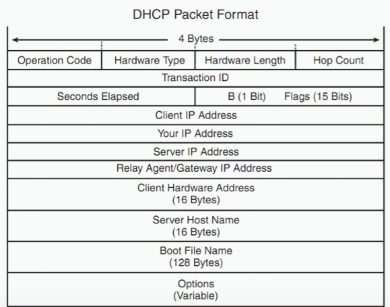 DHCP Packet Format
4 Bytes
Operation Code Hardware Type Hardware Length Hop Count
Transaction ID
Seconds Elapsed B (1 Bit) Flags (15 Bits)
Client IP Address
Your IP Address
Server IP Address
Relay Agent/Gateway IP Address
Client Hardware Address
(16 Bytes)
Server Host Name
(16 Bytes)
Boot File Name
(128 Bytes)
Options
(Variable)